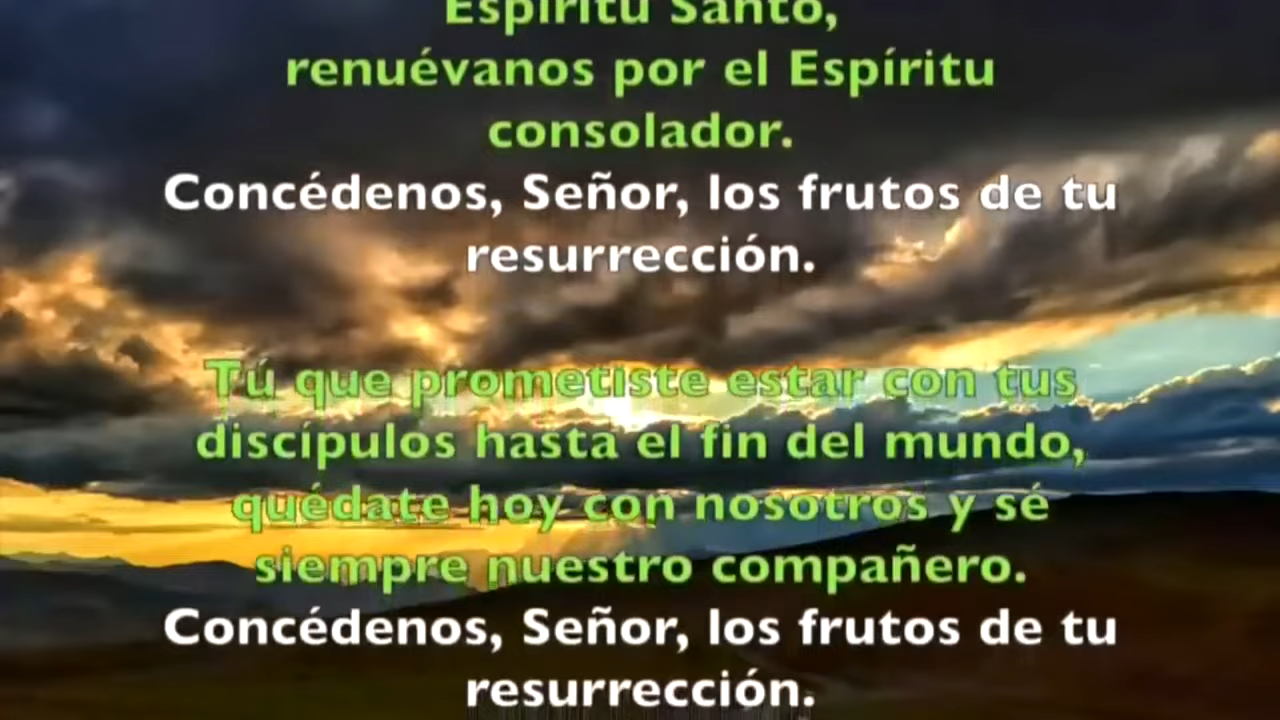 Espíritu Santo,
renuévanos por el Espíritu
consolador.
Concédenos, Señor, los frutos de tu
resurrección.
Tú que prometiste estar con tus
discípulos hasta el fin del mundo,
quédate hoy con nosotros y sé
siempre nuestro compañero.
Concédenos, Señor, los frutos de tu
resurrección.